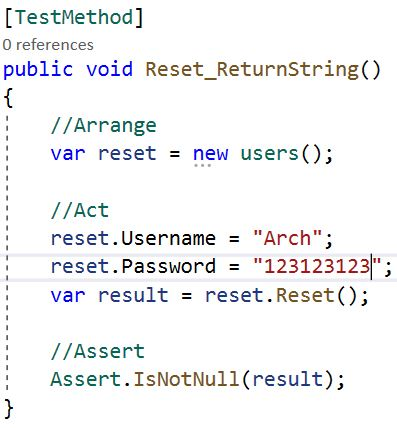 [TestMethod]
0 references
public void Reset_ReturnString()
{
//Arrange
var reset = new users();
//Act
reset.Username = "Arch";
reset.Password = "123123123";
var result = reset.Reset();
//Assert
Assert.IsNotNull(result);
}